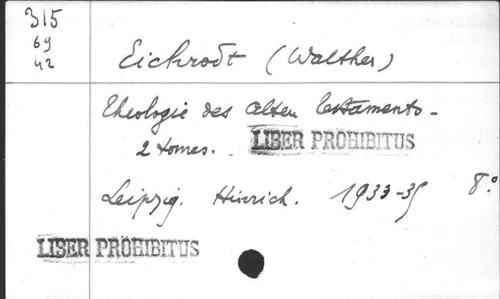 315
69
42
Eichrodt (Walther)
Theologie des alten Testaments -
2 tomes. LIBER PROHIBITUS
Leipzig. Hinrich. 1933-35 8°
LIBER PROHIBITUS